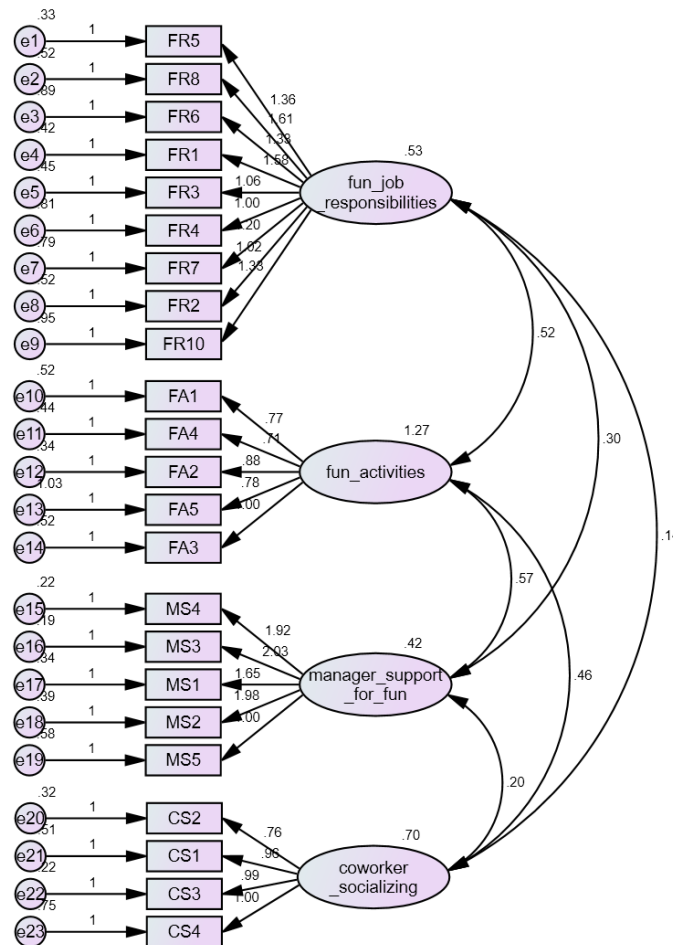 .33
e1 1 FR5
.52
e2 1 FR8
.89
e3 1 FR6
.42
e4 1 FR1
.45
e5 1 FR3
.81
e6 1 FR4
.79
e7 1 FR7
.52
e8 1 FR2
.95
e9 1 FR10
1.36
1.61
1.33
1.58
1.06
1.00
.20
1.02
1.33
.53
fun_job
_responsibilities
.52
.30
.52
e10 1 FA1
.44
e11 1 FA4
.34
e12 1 FA2
1.03
e13 1 FA5
.52
e14 1 FA3
.77
.71
.88
.78
1.27
fun_activities
.57
.46
.22
e15 1 MS4
.19
e16 1 MS3
.34
e17 1 MS1
.39
e18 1 MS2
.58
e19 1 MS5
1.92
2.03
1.65
1.98
.42
manager_support
_for_fun
.20
.32
e20 1 CS2
.51
e21 1 CS1
.22
e22 1 CS3
.75
e23 1 CS4
.76
.96
.99
1.00
.70
coworker
_socializing